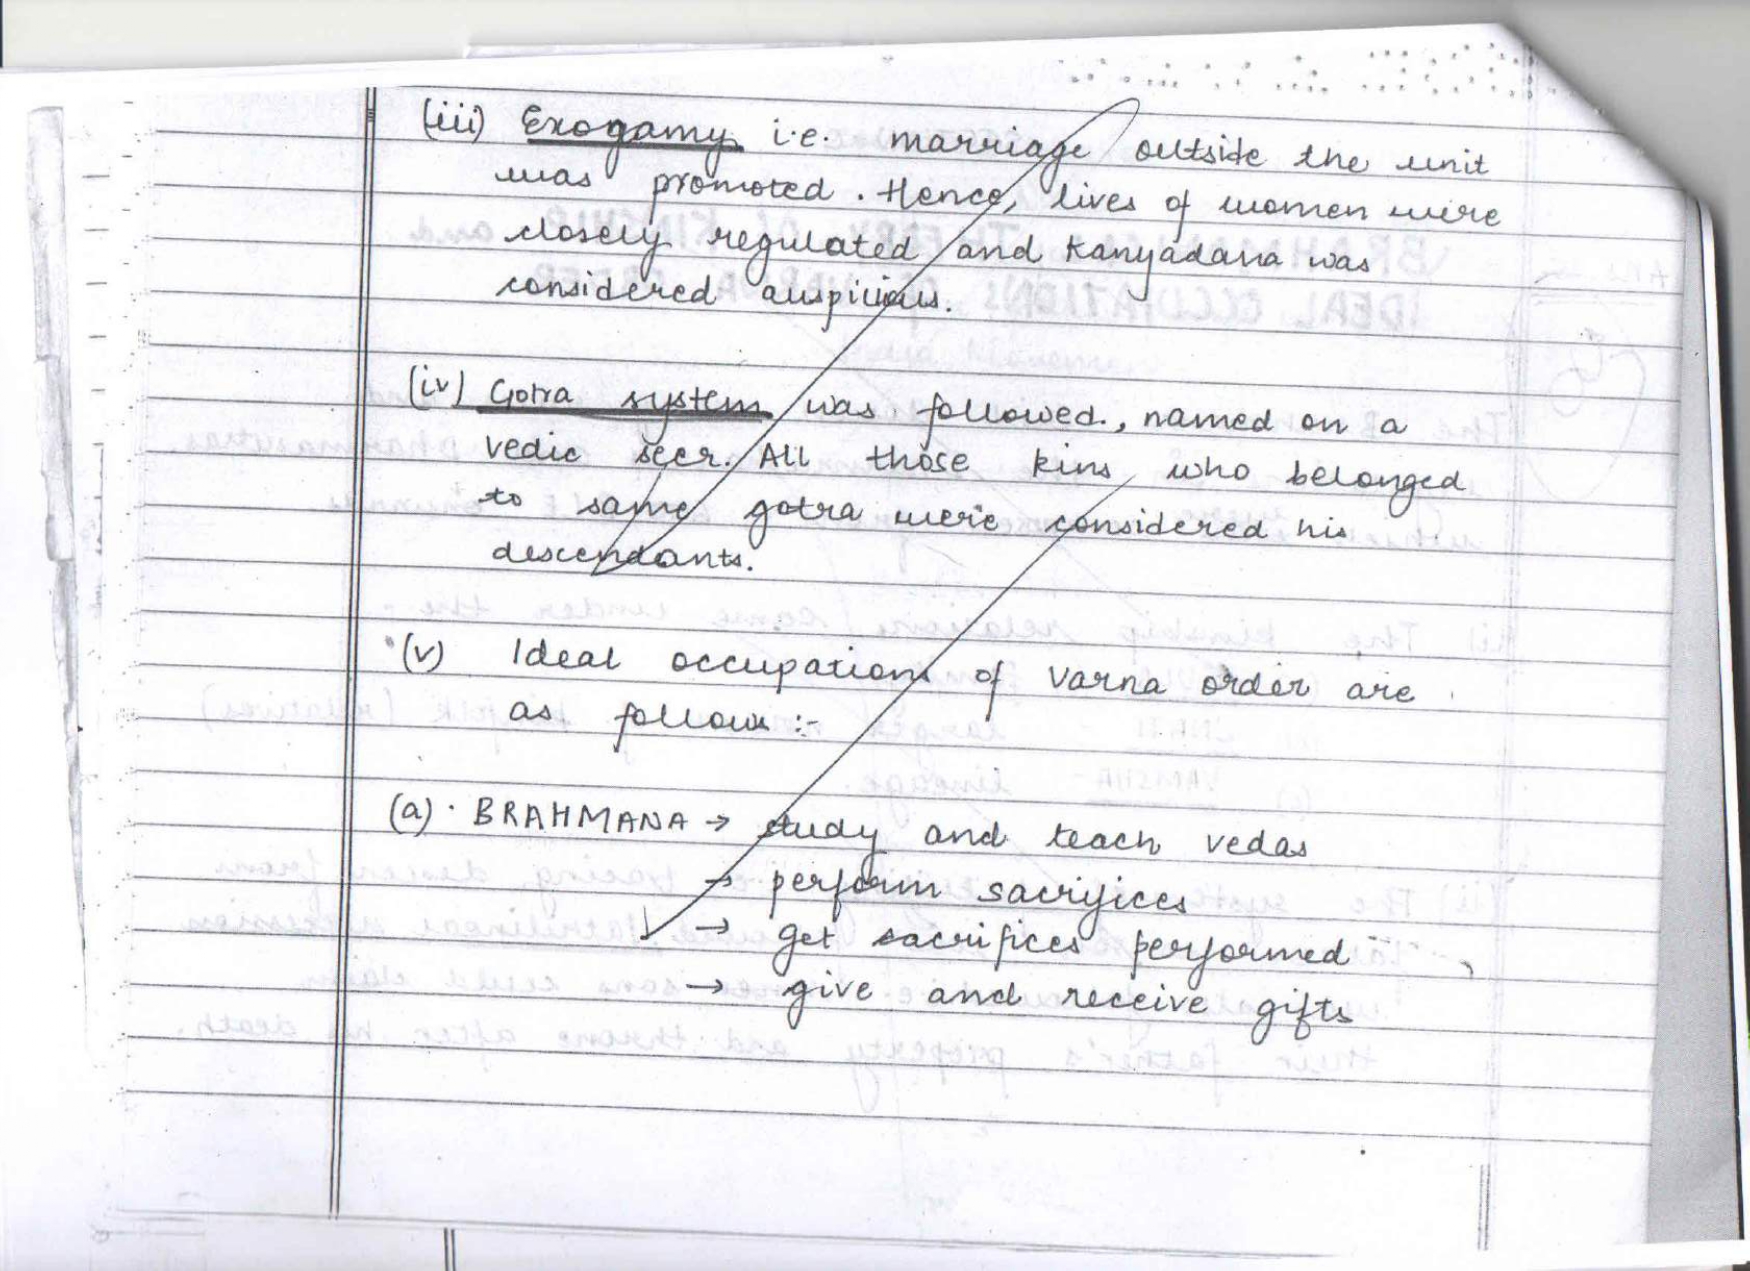 (iii) Exogamy i.e. marriage outside the unit
was promoted. Hence, lives of women were
closely regulated and Kanyadana was
considered auspicious.
(iv) Gotra system was followed, named on a
vedic seer. All those kins who belonged
to same gotra were considered his
descendants.
(v) Ideal occupations of varna order are
as follows :-
(a). BRAHMANA → study and teach vedas
→ perform sacrifices
→ get sacrifices performed
→ give and receive gifts